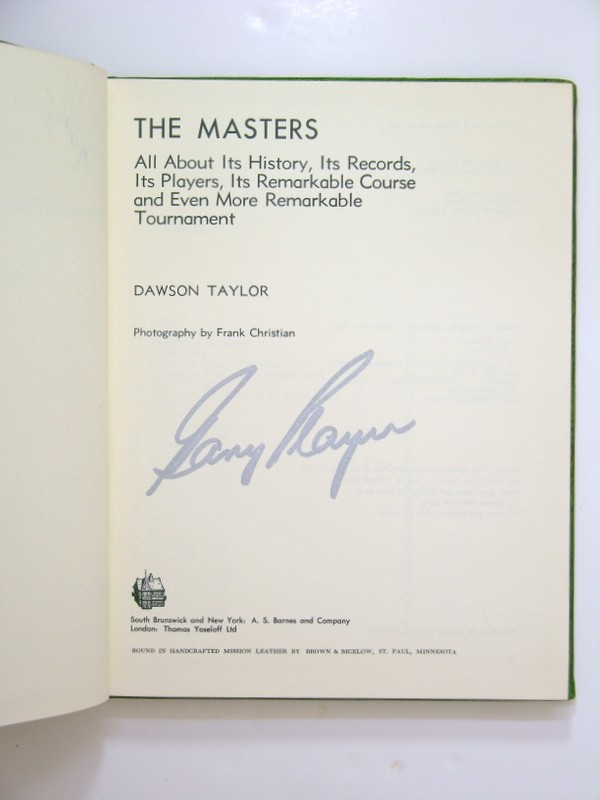 THE MASTERS
All About Its History, Its Records,
Its Players, Its Remarkable Course
and Even More Remarkable
Tournament
DAWSON TAYLOR
Photography by Frank Christian
Gary Player
South Brunswick and New York: A. S. Barnes and Company
London: Thomas Yoseloff Ltd
BOUND IN HANDCRAFTED MISSION LEATHER BY BROWN & BIGELOW, ST. PAUL, MINNESOTA